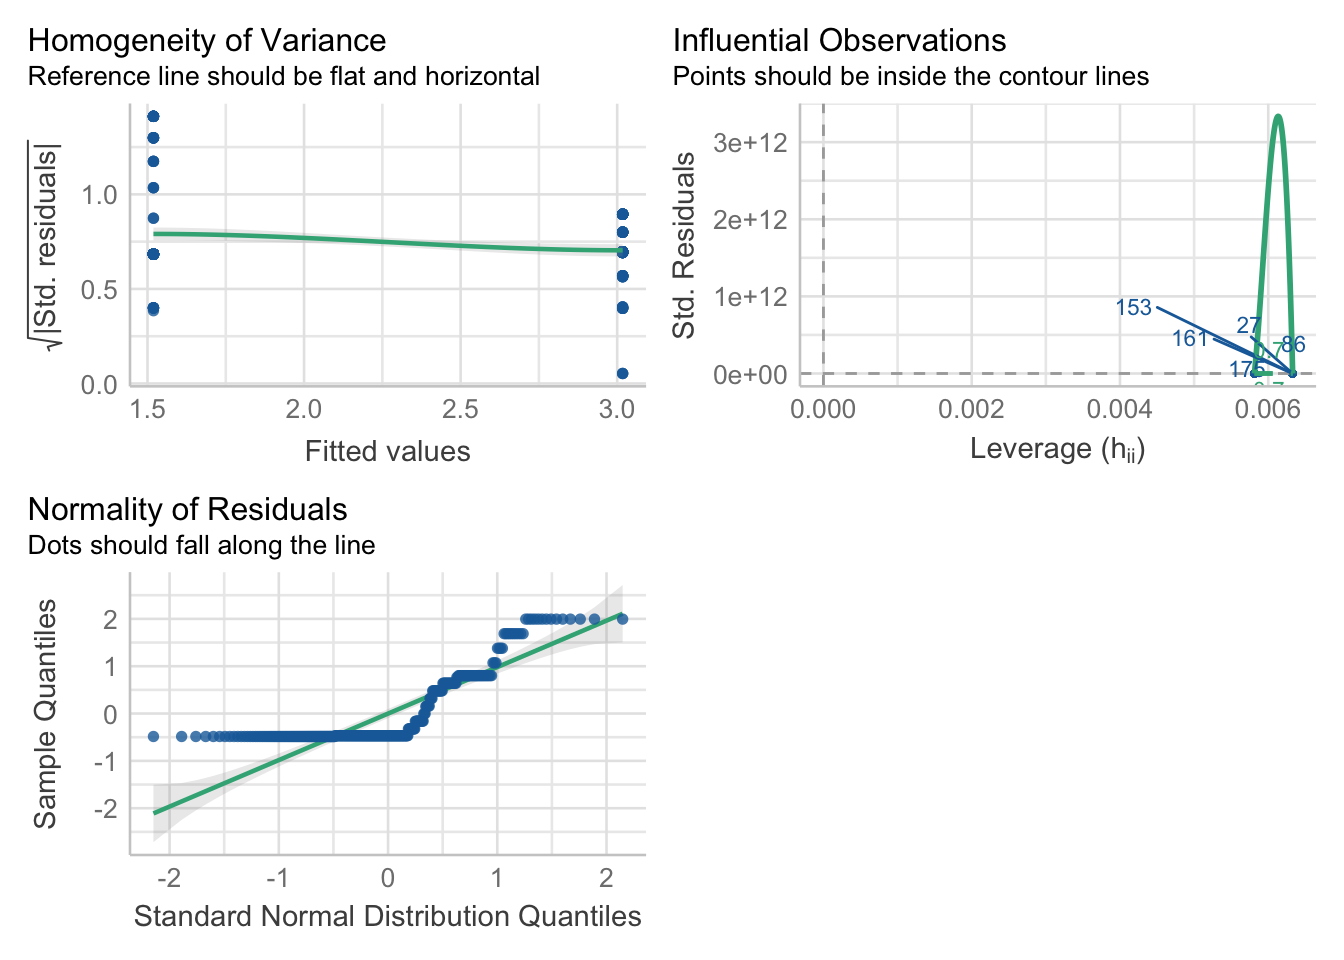 Homogeneity of Variance
Reference line should be flat and horizontal
√|Std. residuals|
1.0
0.5
0.0
1.5 2.0 2.5 3.0
Fitted values
Influential Observations
Points should be inside the contour lines
Std. Residuals
3e+12
2e+12
1e+12
0e+00
153
161
27
86
0.7
0.7
0.000 0.002 0.004 0.006
Leverage (hii)
Normality of Residuals
Dots should fall along the line
Sample Quantiles
2
1
0
-1
-2
-2 -1 0 1 2
Standard Normal Distribution Quantiles